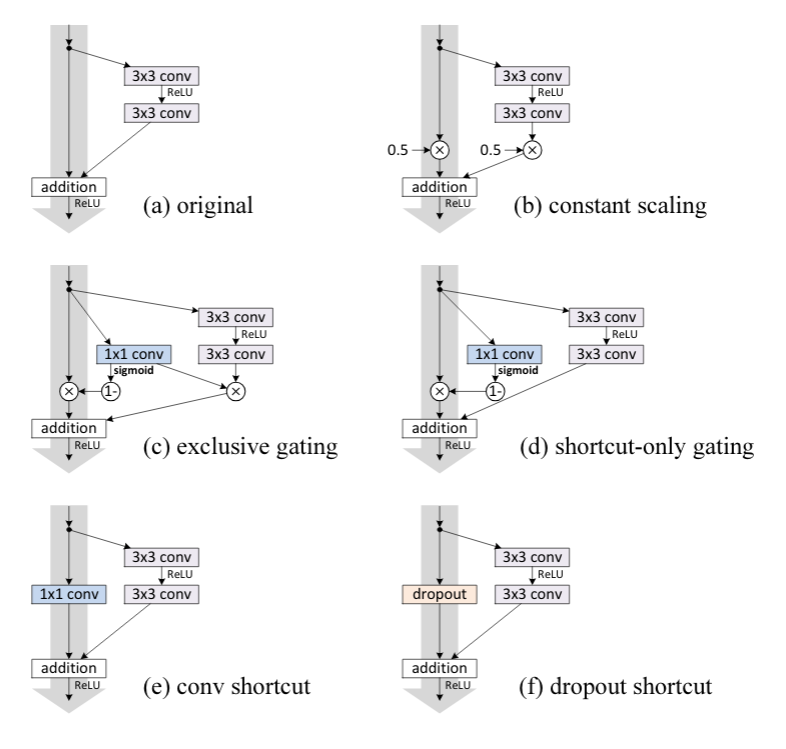 3x3 conv
ReLU
3x3 conv
addition
ReLU
(a) original
3x3 conv
ReLU
3x3 conv
0.5
×
0.5
×
addition
ReLU
(b) constant scaling
3x3 conv
ReLU
1x1 conv
3x3 conv
sigmoid
×
1-
×
addition
ReLU
(c) exclusive gating
3x3 conv
ReLU
1x1 conv
3x3 conv
sigmoid
×
1-
addition
ReLU
(d) shortcut-only gating
3x3 conv
ReLU
1x1 conv
3x3 conv
addition
ReLU
(e) conv shortcut
3x3 conv
ReLU
dropout
3x3 conv
addition
ReLU
(f) dropout shortcut